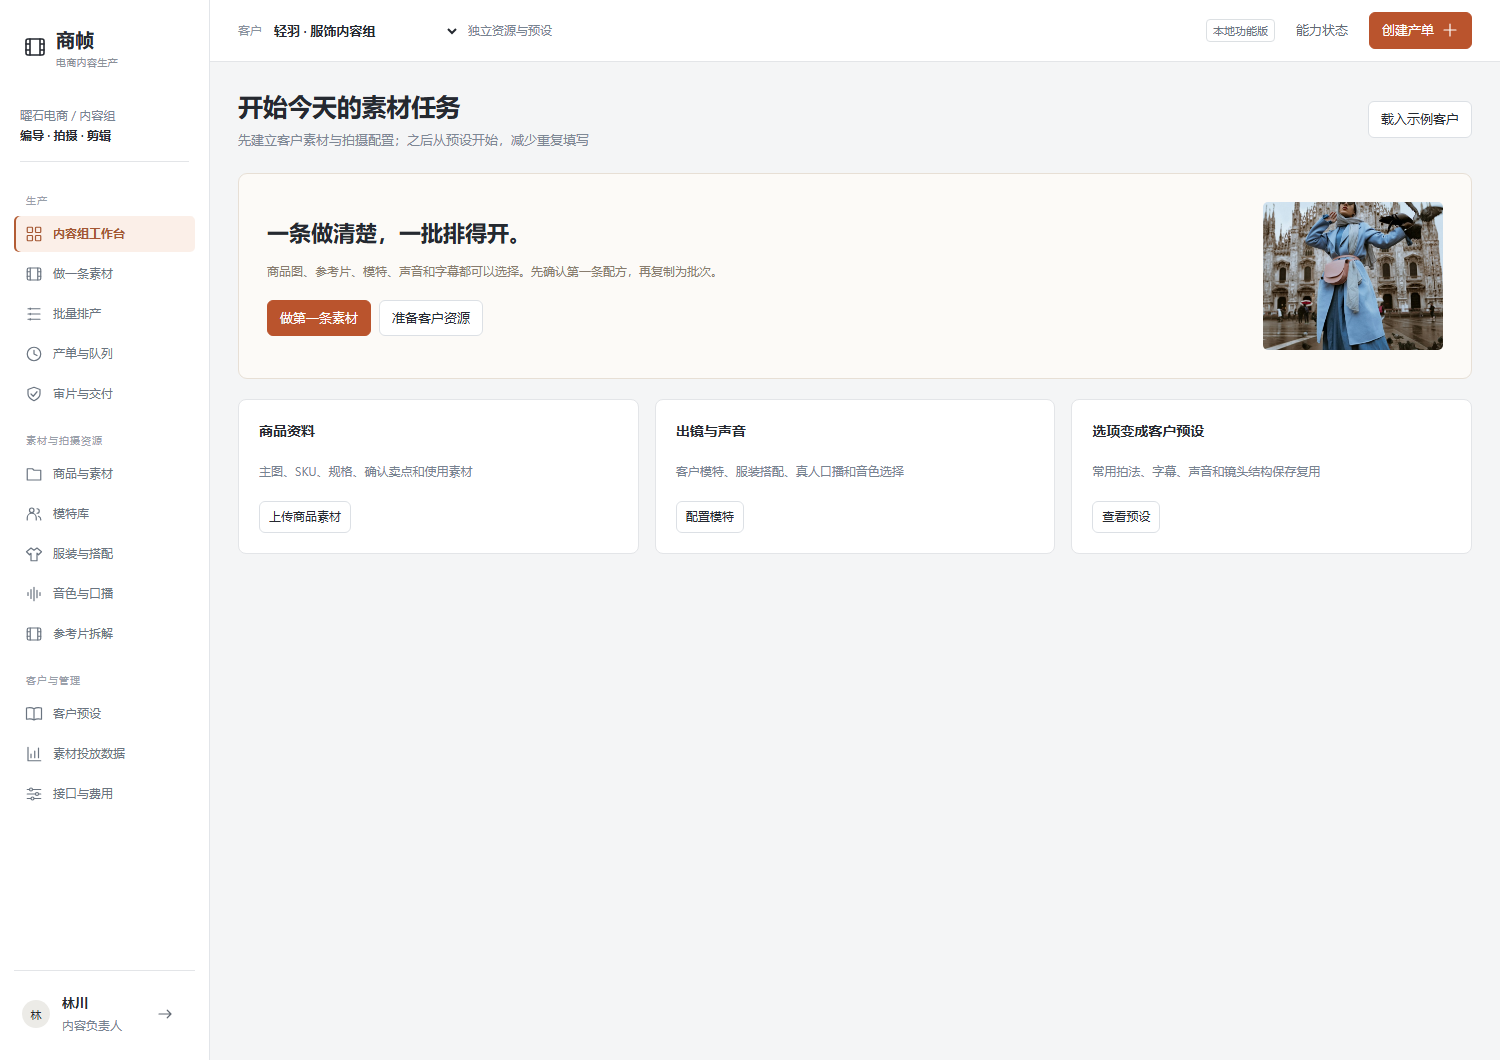 商帧
电商内容生产
曜石电商 / 内容组
编导 · 拍摄 · 剪辑
生产
内容组工作台
做一条素材
批量排产
产单与队列
审片与交付
素材与拍摄资源
商品与素材
模特库
服装与搭配
音色与口播
参考片拆解
客户与管理
客户预设
素材投放数据
接口与费用
林
林川
内容负责人
客户 轻羽 · 服饰内容组 独立资源与预设
本地功能版 能力状态 创建产单
开始今天的素材任务
先建立客户素材与拍摄配置；之后从预设开始，减少重复填写
载入示例客户
一条做清楚，一批排得开。
商品图、参考片、模特、声音和字幕都可以选择。先确认第一条配方，再复制为批次。
做第一条素材 准备客户资源
商品资料
主图、SKU、规格、确认卖点和使用素材
上传商品素材
出镜与声音
客户模特、服装搭配、真人口播和音色选择
配置模特
选项变成客户预设
常用拍法、字幕、声音和镜头结构保存复用
查看预设